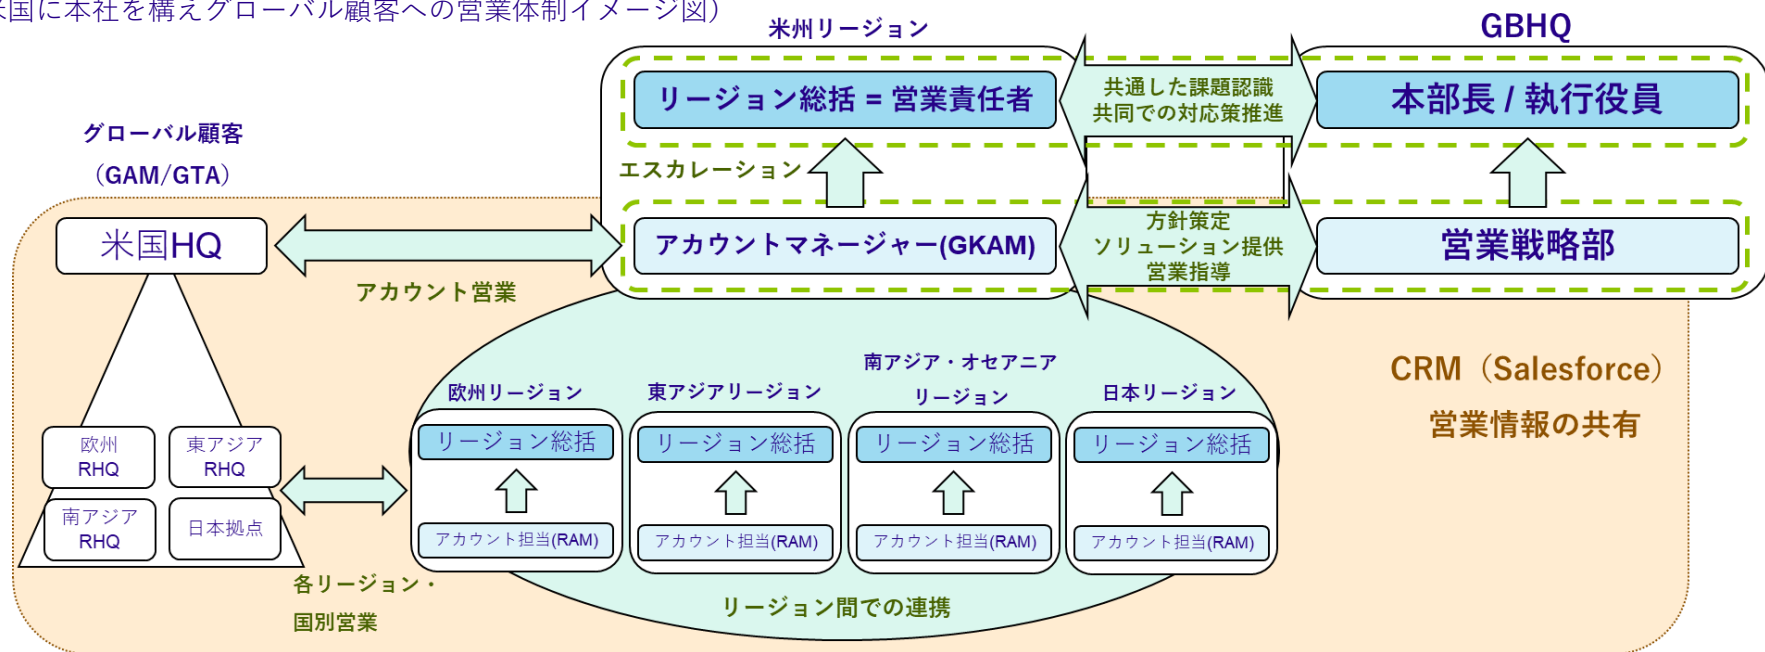 米国に本社を構えグローバル顧客への営業体制イメージ図）
米州リージョン
GBHQ
リージョン総括 = 営業責任者
共通した課題認識
共同での対応策推進
本部長 / 執行役員
グローバル顧客
（GAM/GTA）
エスカレーション
米国HQ
アカウント営業
アカウントマネージャー(GKAM)
方針策定
ソリューション提供
営業指導
営業戦略部
CRM（Salesforce）
営業情報の共有
欧州リージョン
東アジアリージョン
南アジア・オセアニア
リージョン
日本リージョン
リージョン総括
リージョン総括
リージョン総括
リージョン総括
アカウント担当(RAM)
アカウント担当(RAM)
アカウント担当(RAM)
アカウント担当(RAM)
欧州
RHQ
東アジア
RHQ
南アジア
RHQ
日本拠点
各リージョン・
国別営業
リージョン間での連携